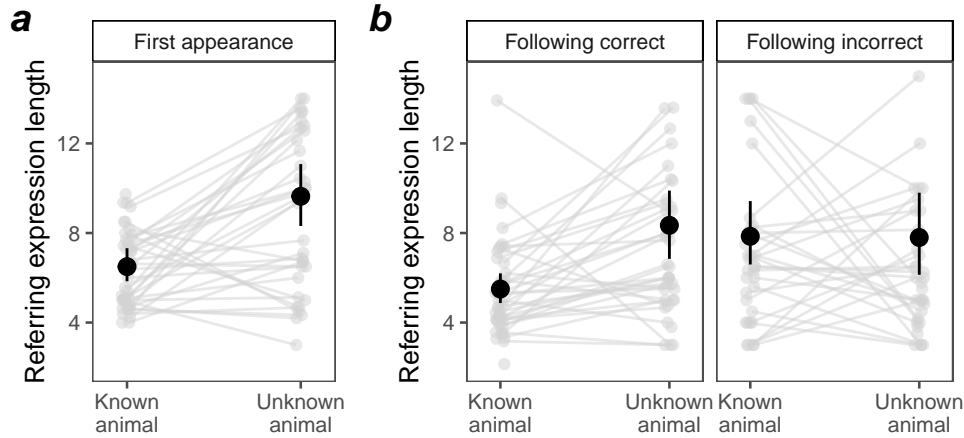 a
First appearance
Referring expression length
12
8
4
Known
animal
Unknown
animal
b
Following correct
Following incorrect
Referring expression length
12
8
4
Known
animal
Unknown
animal
Known
animal
Unknown
animal